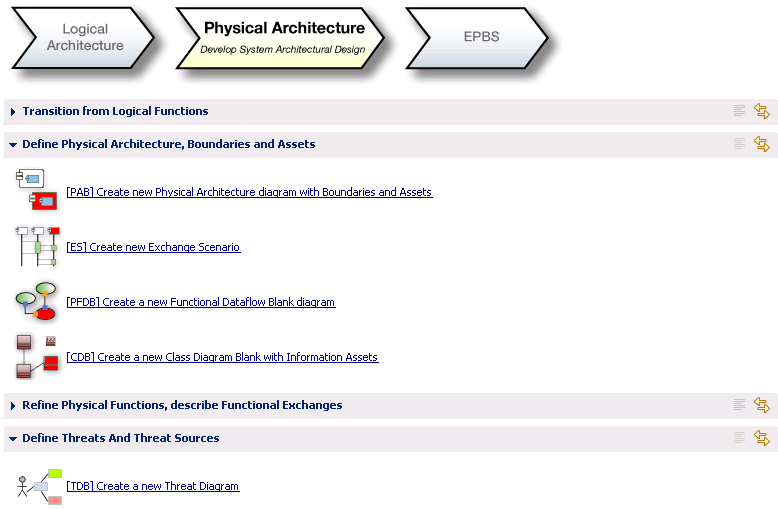 Logical
Architecture
Physical Architecture
Develop System Architectural Design
EPBS
Transition from Logical Functions
Define Physical Architecture, Boundaries and Assets
[PAB] Create new Physical Architecture diagram with Boundaries and Assets
[ES] Create new Exchange Scenario
[PFDB] Create a new Functional Dataflow Blank diagram
[CDB] Create a new Class Diagram Blank with Information Assets
Refine Physical Functions, describe Functional Exchanges
Define Threats And Threat Sources
[TDB] Create a new Threat Diagram